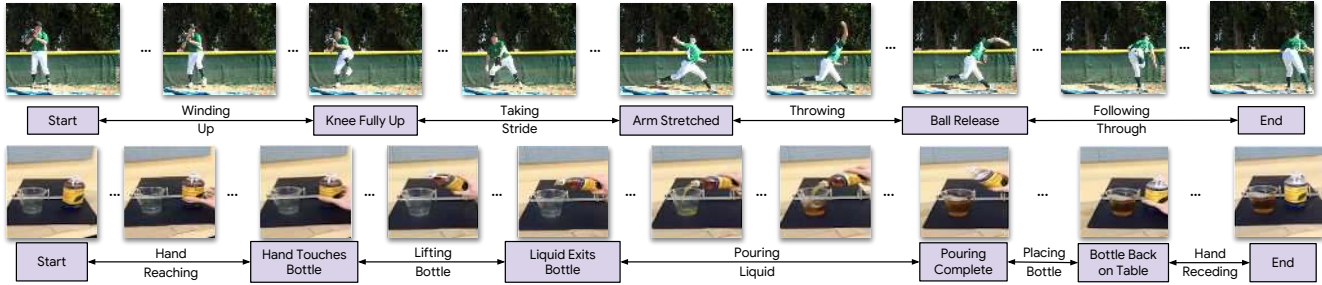 Start
Winding
Up
Knee Fully Up
Taking
Stride
Arm Stretched
Throwing
Ball Release
Following
Through
End
Start
Hand
Reaching
Hand Touches
Bottle
Lifting
Bottle
Liquid Exits
Bottle
Pouring
Liquid
Pouring
Complete
Placing
Bottle
Bottle Back
on Table
Hand
Receding
End